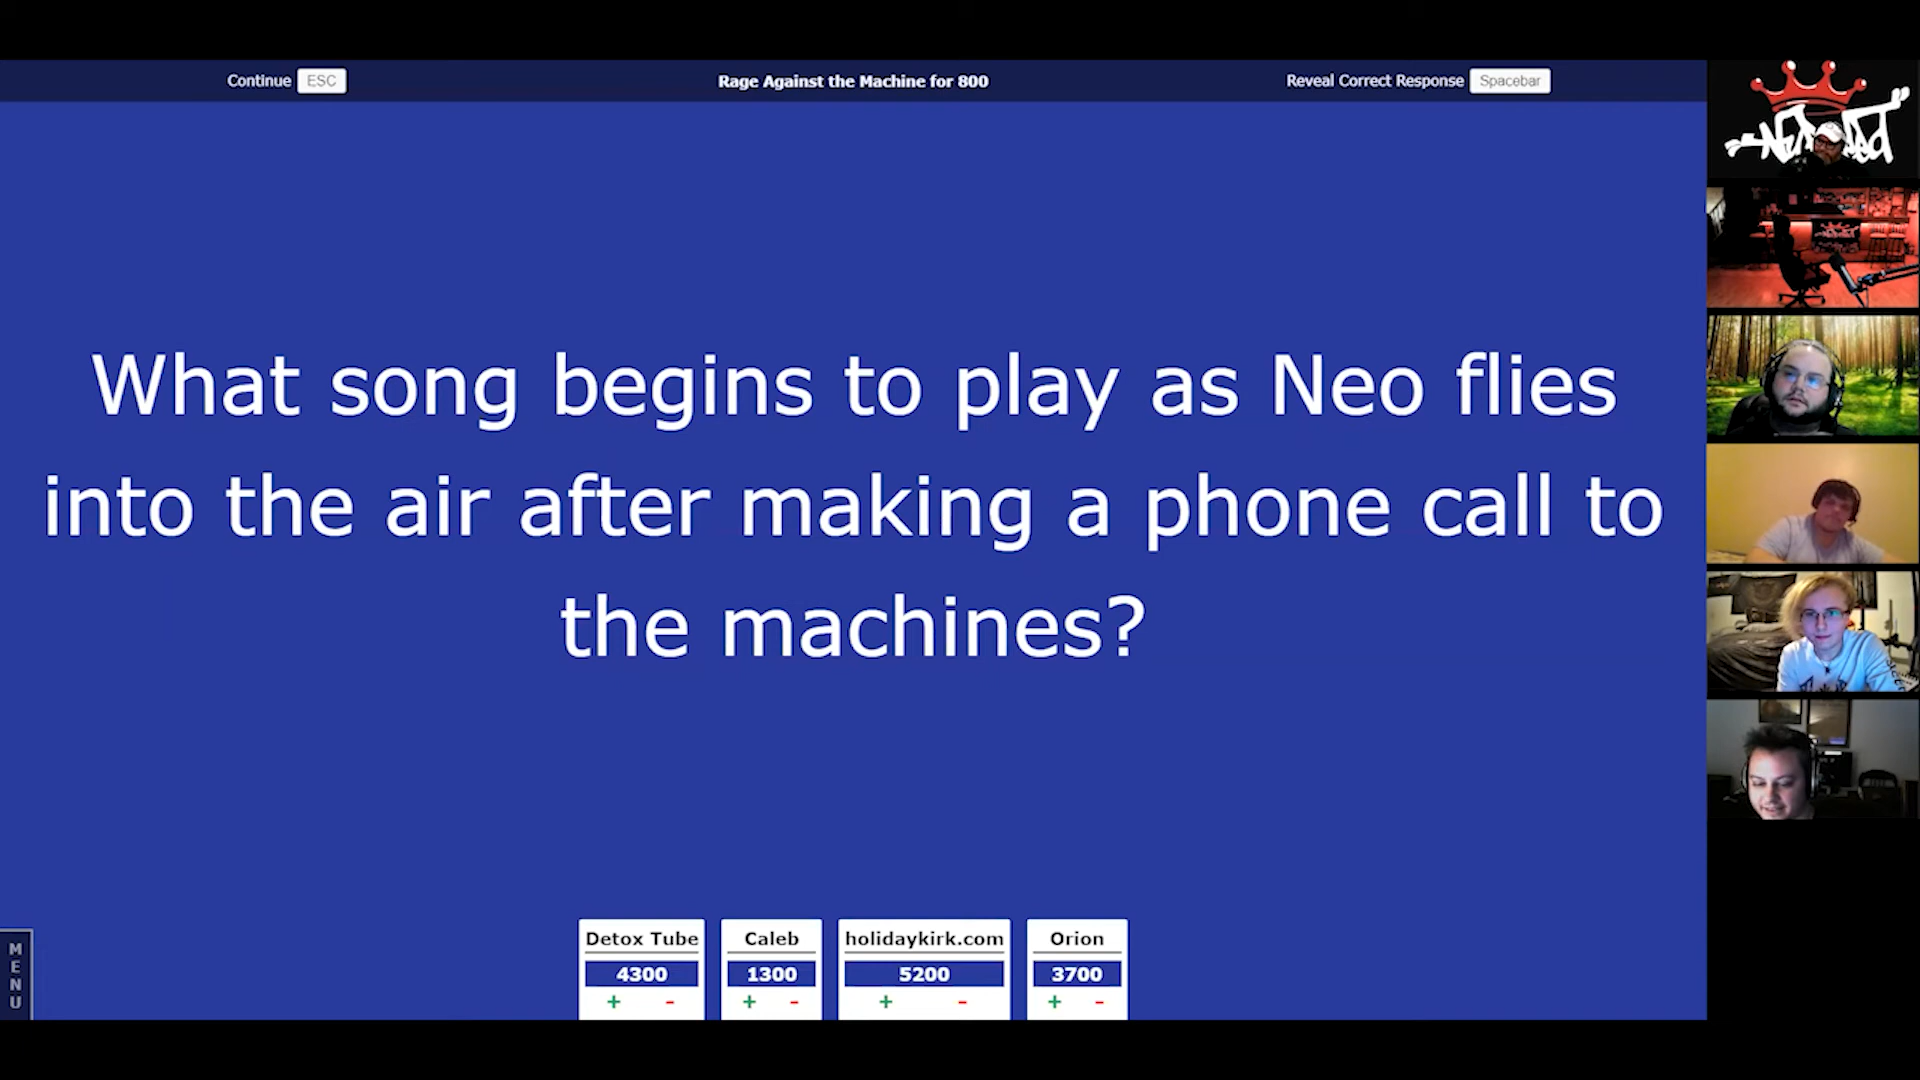 Continue ESC
Rage Against the Machine for 800
Reveal Correct Response Spacebar
What song begins to play as Neo flies
into the air after making a phone call to
the machines?
MENU
Detox Tube
4300
+ -
Caleb
1300
+ -
holidaykirk.com
5200
+ -
Orion
3700
+ -